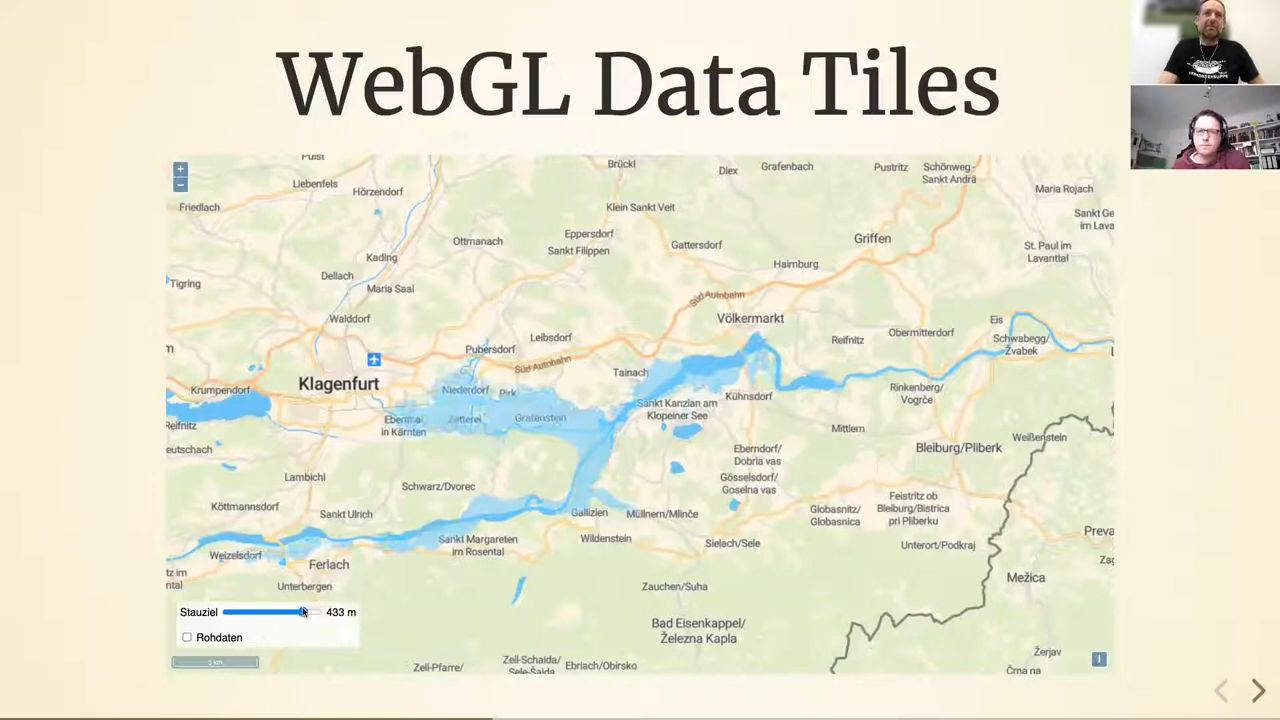 WebGL Data Tiles
+
−
Brückl
Diex
Grafenbach
Pustritz
Schönweg-
Sankt Andrä
Liebenfels
Hörzendorf
Maria Rojach
Friedlach
Klein Sankt Veit
Sankt Ge
im Lava
Eppersdorf
Sankt Filippen
Ottmanach
Gattersdorf
Griffen
St. Paul im
Lavanttal
Kading
Haimburg
Dellach
Tigring
Maria Saal
Süd Autobahn
Walddorf
Völkermarkt
Eis
Obermitterdorf
Leibsdorf
Reifnitz
Schwabegg/
Žvabek
Pubersdorf
Süd Autobahn
Tainach
Klagenfurt
Krumpendorf
Niederdorf
Pirk
Kühnsdorf
Rinkenberg/
Vogrče
Sankt Kanzian am
Klopeiner See
Ebental
in Kärnten
Zetterei
Grafenstein
Reifnitz
Mittlern
Weißenstein
eutschach
Eberndorf/
Dobrla vas
Bleiburg/Pliberk
Lambichl
Gösselsdorf/
Goselna vas
Schwarz/Dvorec
Köttmannsdorf
Sankt Ulrich
Gallizien
Müllnern/Mlinče
Globasnitz/
Globasnica
Feistritz ob
Bleiburg/Bistrica
pri Pliberku
Preva
Sankt Margareten
im Rosental
Wildenstein
Sielach/Sele
Unterort/Podkraj
Weizelsdorf
Ferlach
Mežica
Unterbergen
Zauchen/Suha
Stauziel 433 m
Bad Eisenkappel/
Železna Kapla
Rohdaten
Žerjav
5 km
Zell-Pfarre/
Zell-Schaida/
Sele-Šaida
Ebriach/Obirsko
Črna na
i